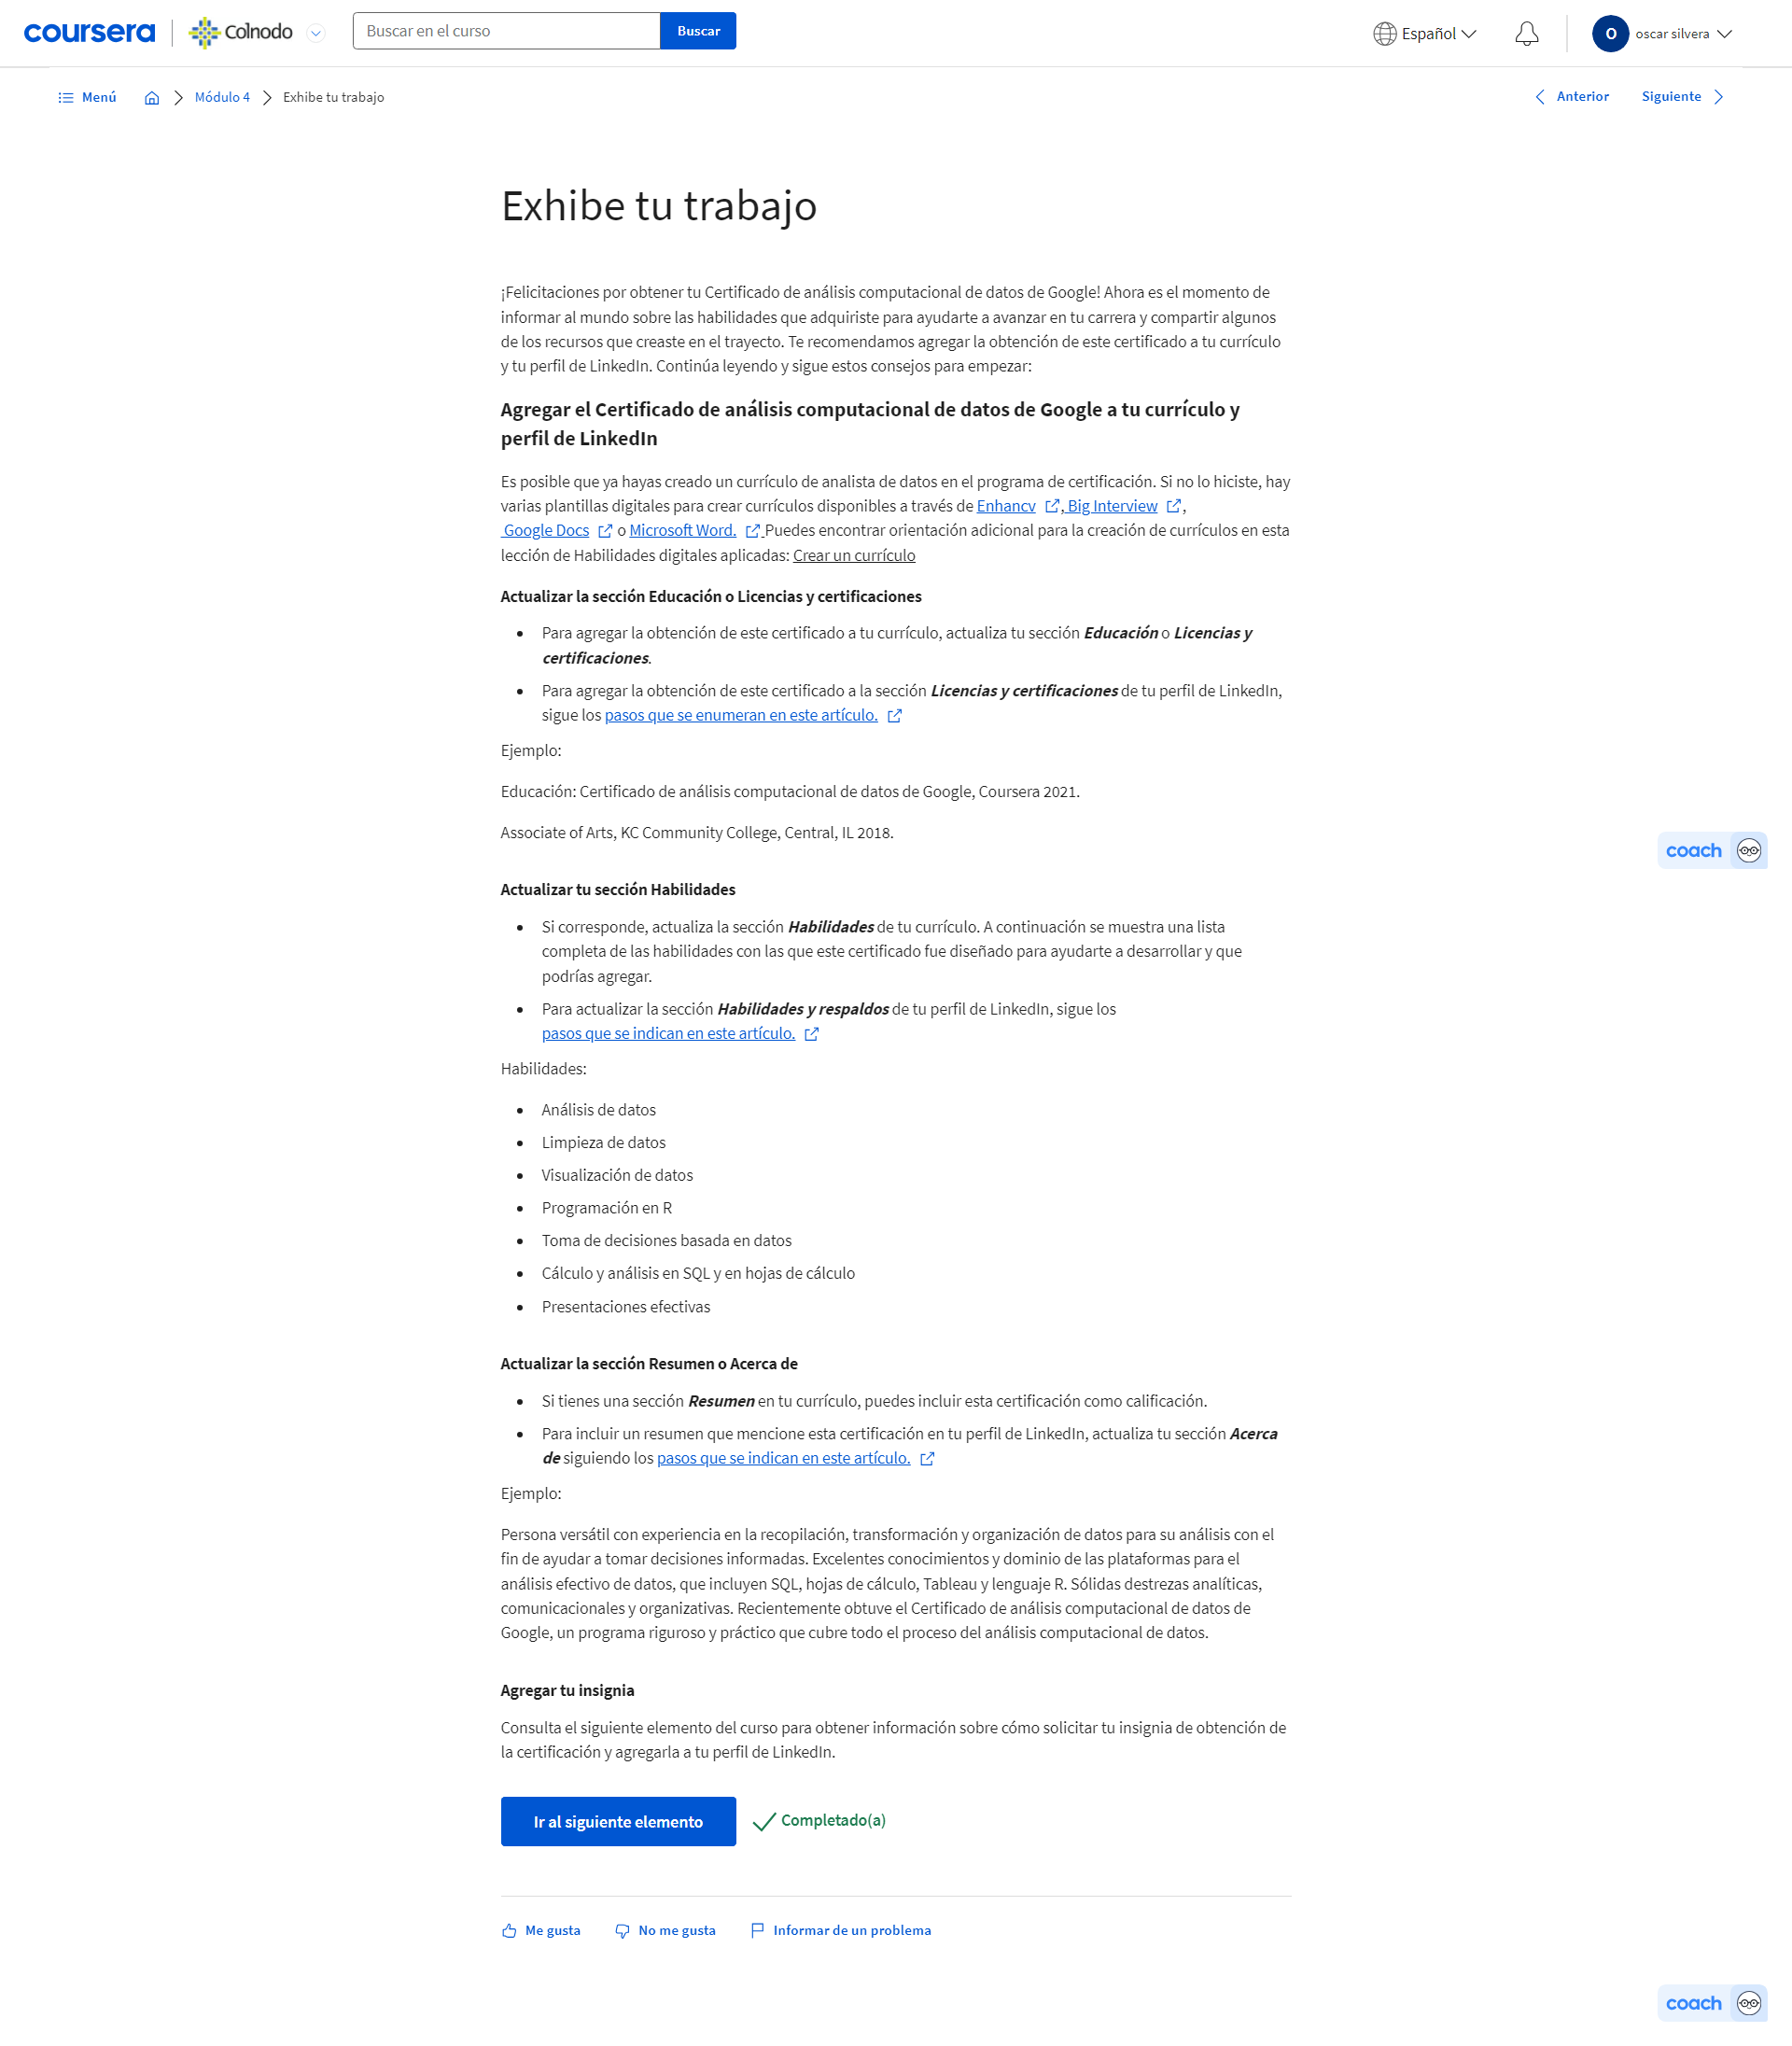 coursera
Colnodo
Buscar en el curso
Buscar
Español
O
oscar silvera
Menú
Módulo 4
Exhibe tu trabajo
Anterior
Siguiente
Exhibe tu trabajo
¡Felicitaciones por obtener tu Certificado de análisis computacional de datos de Google! Ahora es el momento de
informar al mundo sobre las habilidades que adquiriste para ayudarte a avanzar en tu carrera y compartir algunos
de los recursos que creaste en el trayecto. Te recomendamos agregar la obtención de este certificado a tu currículo
y tu perfil de LinkedIn. Continúa leyendo y sigue estos consejos para empezar:
Agregar el Certificado de análisis computacional de datos de Google a tu currículo y
perfil de LinkedIn
Es posible que ya hayas creado un currículo de analista de datos en el programa de certificación. Si no lo hiciste, hay
varias plantillas digitales para crear currículos disponibles a través de Enhancv, Big Interview,
Google Docs o Microsoft Word. Puedes encontrar orientación adicional para la creación de currículos en esta
lección de Habilidades digitales aplicadas: Crear un currículo
Actualizar la sección Educación o Licencias y certificaciones
• Para agregar la obtención de este certificado a tu currículo, actualiza tu sección Educación o Licencias y
certificaciones.
• Para agregar la obtención de este certificado a la sección Licencias y certificaciones de tu perfil de LinkedIn,
sigue los pasos que se enumeran en este artículo.
Ejemplo:
Educación: Certificado de análisis computacional de datos de Google, Coursera 2021.
Associate of Arts, KC Community College, Central, IL 2018.
coach
Actualizar tu sección Habilidades
• Si corresponde, actualiza la sección Habilidades de tu currículo. A continuación se muestra una lista
completa de las habilidades con las que este certificado fue diseñado para ayudarte a desarrollar y que
podrías agregar.
• Para actualizar la sección Habilidades y respaldos de tu perfil de LinkedIn, sigue los
pasos que se indican en este artículo.
Habilidades:
• Análisis de datos
• Limpieza de datos
• Visualización de datos
• Programación en R
• Toma de decisiones basada en datos
• Cálculo y análisis en SQL y en hojas de cálculo
• Presentaciones efectivas
Actualizar la sección Resumen o Acerca de
• Si tienes una sección Resumen en tu currículo, puedes incluir esta certificación como calificación.
• Para incluir un resumen que mencione esta certificación en tu perfil de LinkedIn, actualiza tu sección Acerca
de siguiendo los pasos que se indican en este artículo.
Ejemplo:
Persona versátil con experiencia en la recopilación, transformación y organización de datos para su análisis con el
fin de ayudar a tomar decisiones informadas. Excelentes conocimientos y dominio de las plataformas para el
análisis efectivo de datos, que incluyen SQL, hojas de cálculo, Tableau y lenguaje R. Sólidas destrezas analíticas,
comunicacionales y organizativas. Recientemente obtuve el Certificado de análisis computacional de datos de
Google, un programa riguroso y práctico que cubre todo el proceso del análisis computacional de datos.
Agregar tu insignia
Consulta el siguiente elemento del curso para obtener información sobre cómo solicitar tu insignia de obtención de
la certificación y agregarla a tu perfil de LinkedIn.
Ir al siguiente elemento
Completado(a)
Me gusta
No me gusta
Informar de un problema
coach